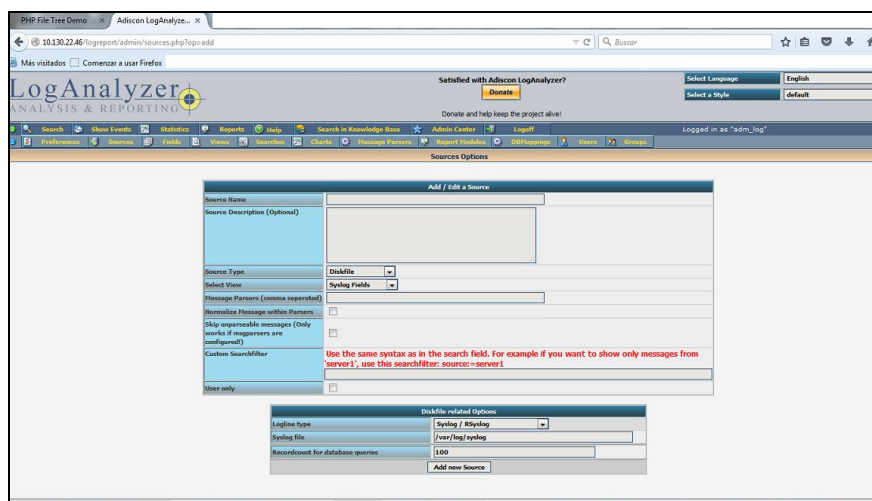 PHP File Tree Demo
Adiscon LogAnalyze...
10.130.22.46/logreport/admin/sources.php?op=add
Buscar
Más visitados
Comenzar a usar Firefox
LogAnalyzer
ANALYSIS & REPORTING
Satisfied with Adiscon LogAnalyzer?
Donate
Donate and help keep the project alive!
Select Language English
Select a Style default
Search Show Events Statistics Reports Help Search in Knowledge Base Admin Center Logoff Logged in as "adm_log"
Preferences Sources Fields Views Searches Charts Message Parsers Report Modules DBMappings Users Groups
Sources Options
Add / Edit a Source
Source Name
Source Description (Optional)
Source Type Diskfile
Select View Syslog Fields
Message Parsers (comma seperated)
Normalize Message within Parsers
Skip unparseable messages (Only
works if msgparsers are
configured!)
Custom Searchfilter
Use the same syntax as in the search field. For example if you want to show only messages from
'server1', use this searchfilter: source:=server1
User only
Diskfile related Options
Logline type Syslog / RSyslog
Syslog file /var/log/syslog
Recordcount for database queries 100
Add new Source